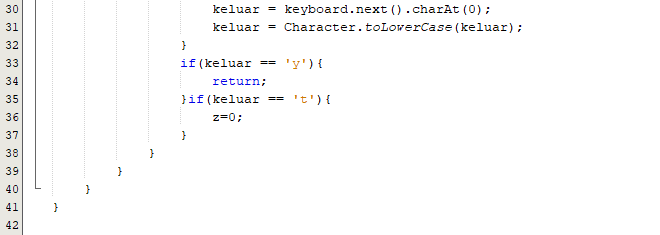 30 keluar = keyboard.next().charAt(0);
31 keluar = Character.toLowerCase(keluar);
32 }
33 if(keluar == 'y'){
34 return;
35 }if(keluar == 't'){
36 z=0;
37 }
38 }
39 }
40 }
41 }
42